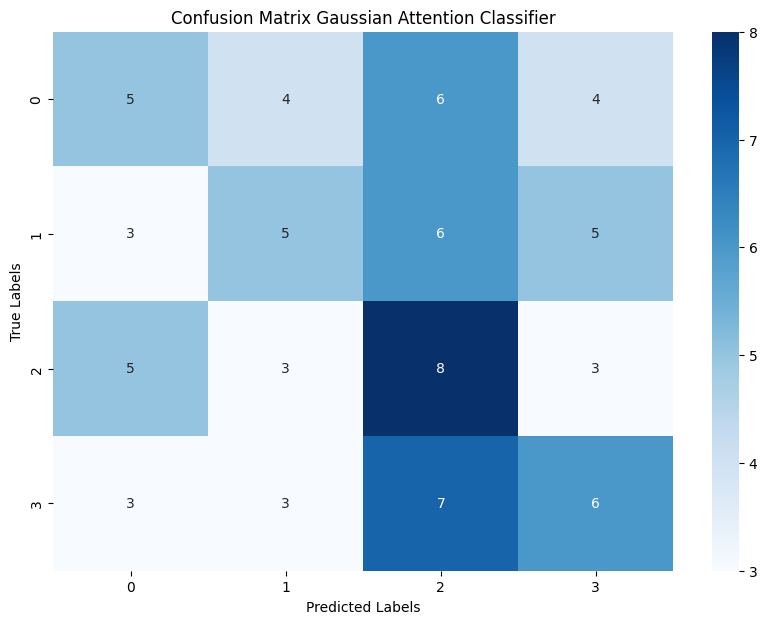 Confusion Matrix Gaussian Attention Classifier
True Labels
0
5 4 6 4
1
3 5 6 5
2
5 3 8 3
3
3 3 7 6
0 1 2 3
Predicted Labels
8
7
6
5
4
3